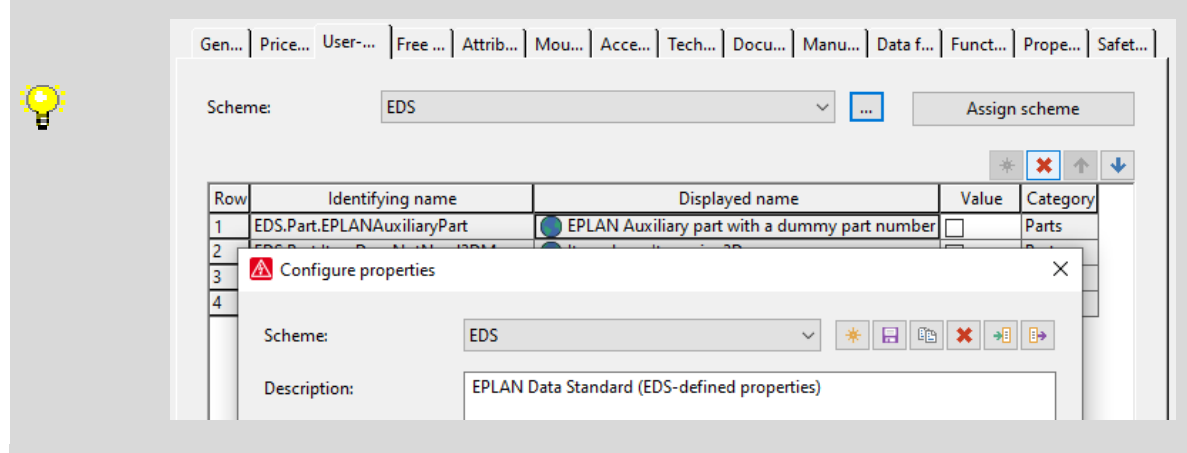 Gen... Price... User-... Free ... Attrib... Mou... Acce... Tech... Docu... Manu... Data f... Funct... Prope... Safet...
Scheme: EDS ... Assign scheme
Row Identifying name Displayed name Value Category
1 EDS.Part.EPLANAuxiliaryPart EPLAN Auxiliary part with a dummy part number Parts
2
3
4
Configure properties
Scheme: EDS
Description: EPLAN Data Standard (EDS-defined properties)